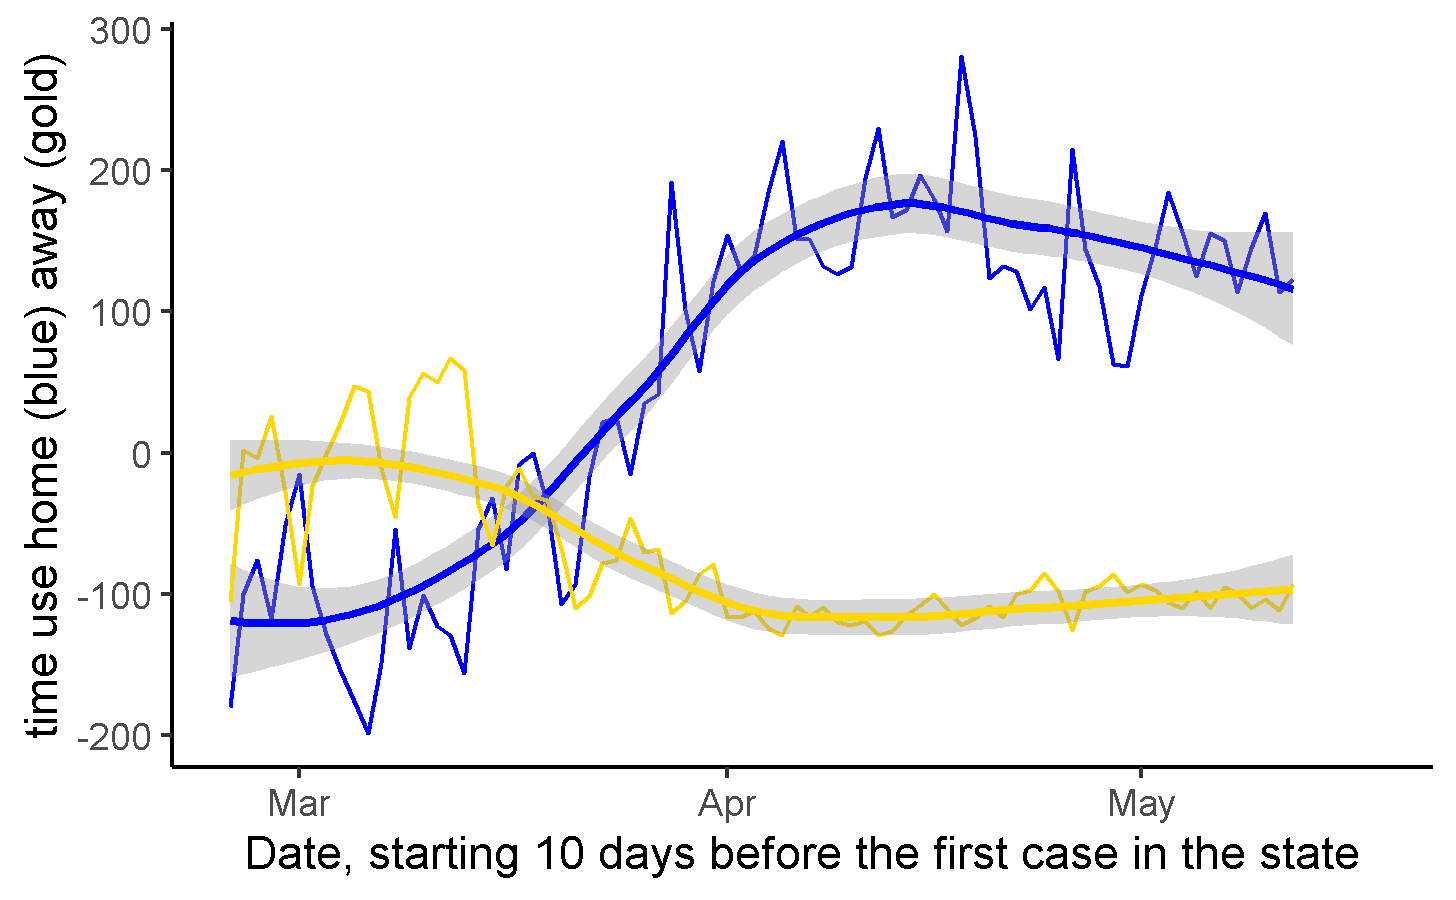 time use home (blue) away (gold)
300
200
100
0
-100
-200
Mar
Apr
May
Date, starting 10 days before the first case in the state